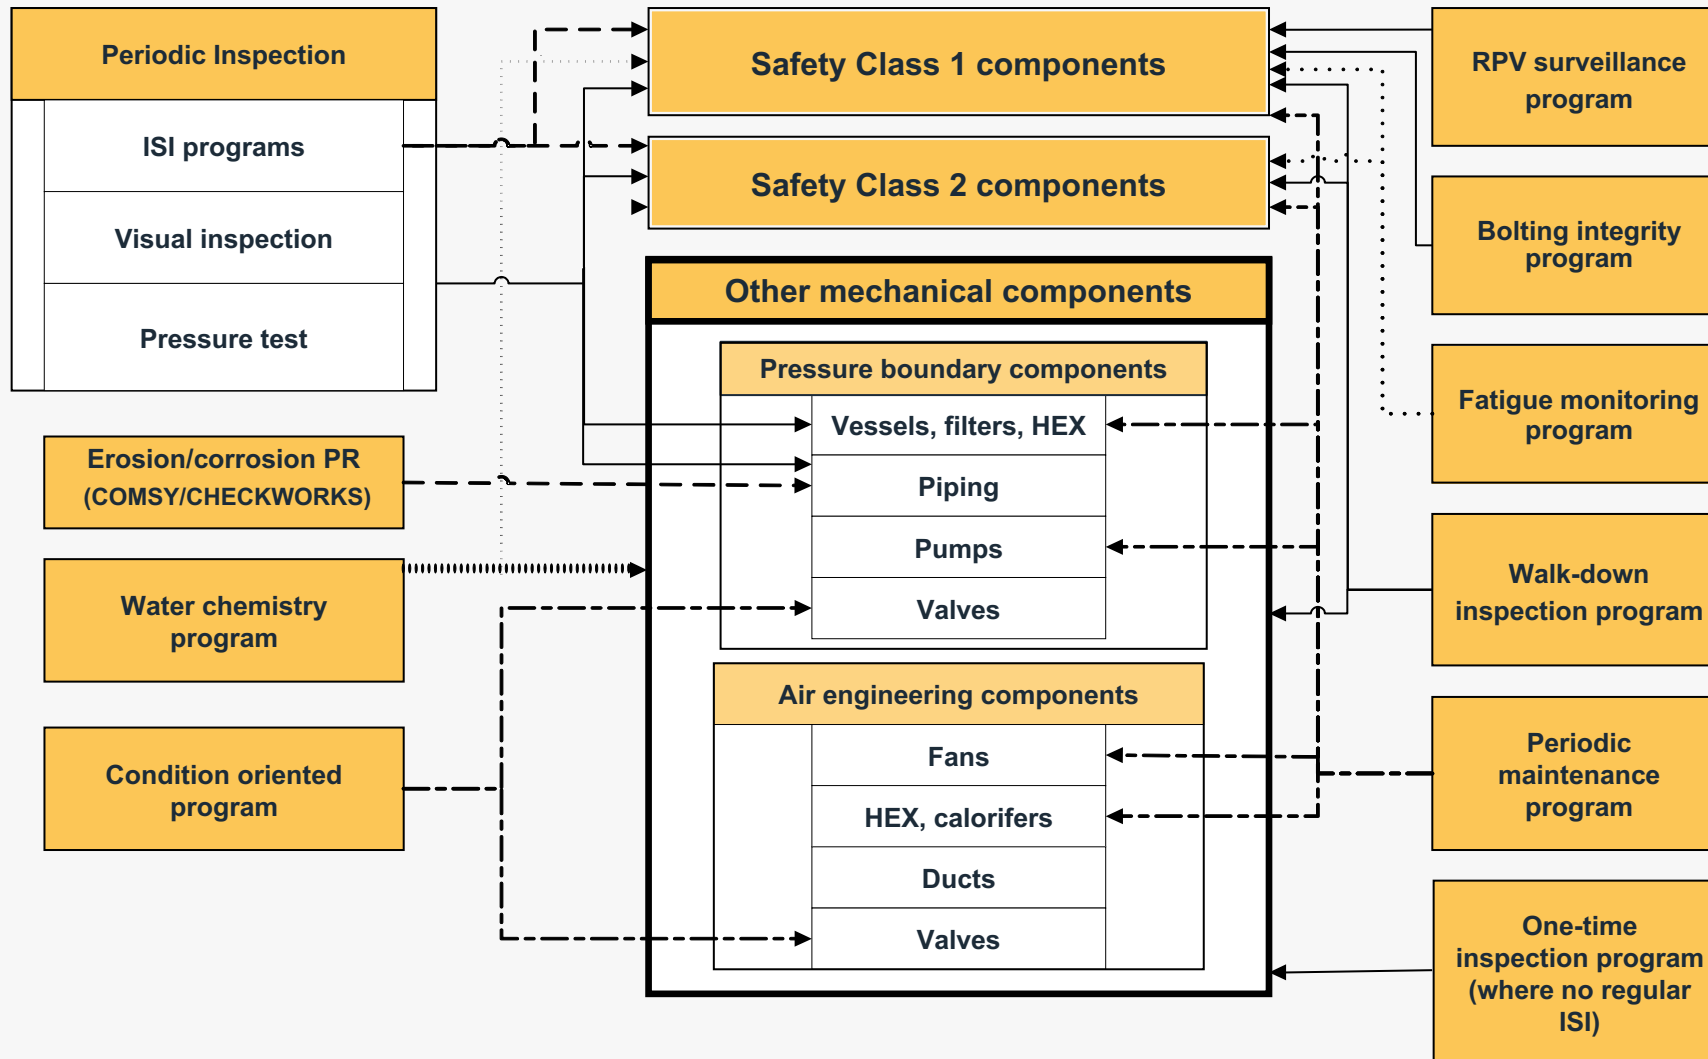 Periodic Inspection
ISI programs
Visual inspection
Pressure test
Erosion/corrosion PR
(COMSY/CHECKWORKS)
Water chemistry
program
Condition oriented
program
Safety Class 1 components
Safety Class 2 components
Other mechanical components
Pressure boundary components
Vessels, filters, HEX
Piping
Pumps
Valves
Air engineering components
Fans
HEX, calorifers
Ducts
Valves
RPV surveillance
program
Bolting integrity
program
Fatigue monitoring
program
Walk-down
inspection program
Periodic
maintenance
program
One-time
inspection program
(where no regular
ISI)